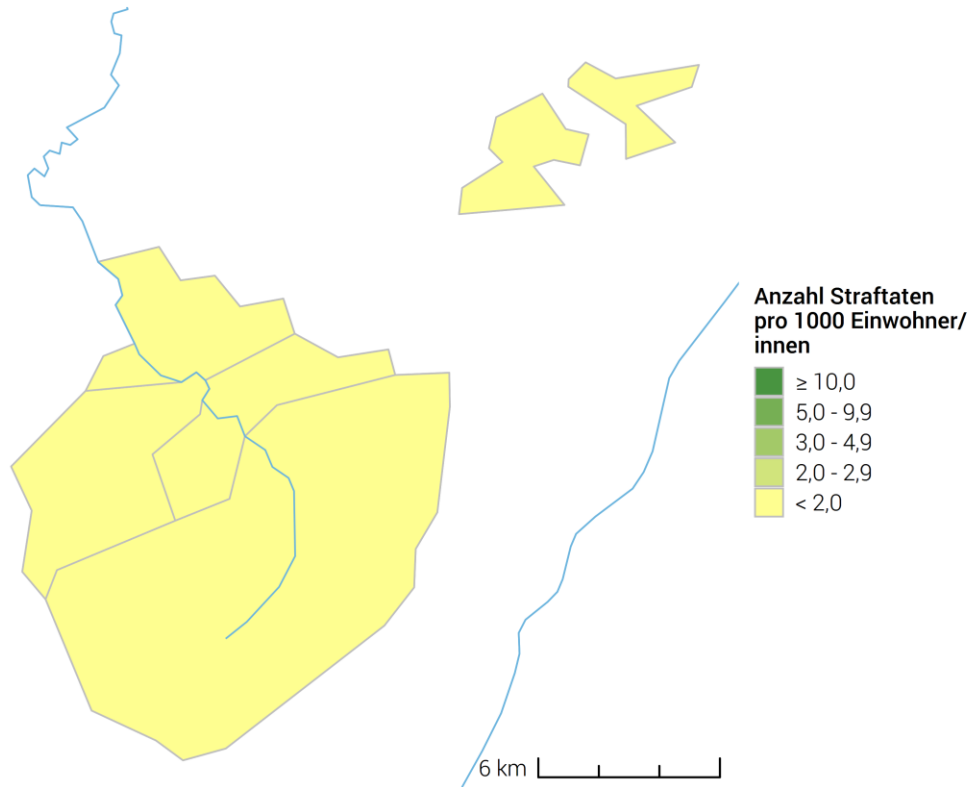 Anzahl Straftaten
pro 1000 Einwohner/
innen
≥ 10,0
5,0 - 9,9
3,0 - 4,9
2,0 - 2,9
< 2,0
6 km